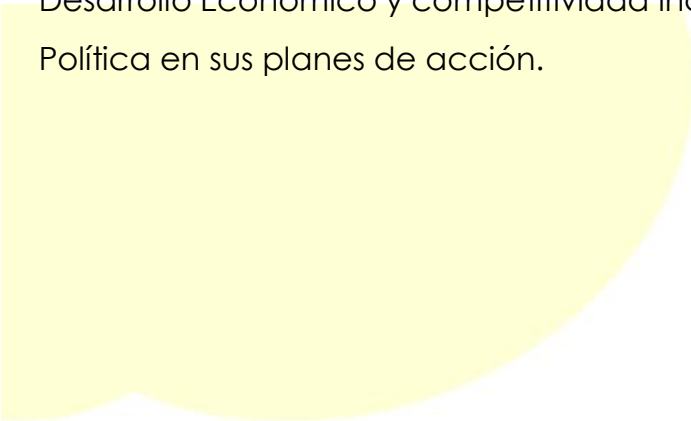 Desarrollo Económico y competitividad
Política en sus planes de acción.